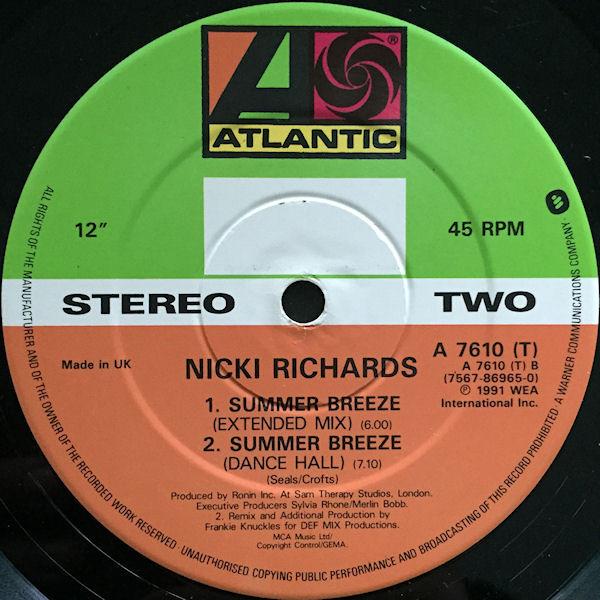 ATLANTIC
®
12"
45 RPM
STEREO
TWO
Made in UK
NICKI RICHARDS
A 7610 (T)
A 7610 (T) B
(7567-86965-0)
Ⓟ 1991 WEA
International Inc.
1. SUMMER BREEZE
(EXTENDED MIX) (6.00)
2. SUMMER BREEZE
(DANCE HALL) (7.10)
(Seals/Crofts)
Produced by Ronin Inc. At Sam Therapy Studios, London.
Executive Producers Sylvia Rhone/Merlin Bobb.
2. Remix and Additional Production by
Frankie Knuckles for DEF MIX Productions.
MCA Music Ltd/
Copyright Control/GEMA.
ALL RIGHTS OF THE MANUFACTURER AND OF THE OWNER OF THE RECORDED WORK RESERVED · UNAUTHORISED COPYING PUBLIC PERFORMANCE AND BROADCASTING OF THIS RECORD PROHIBITED · A WARNER COMMUNICATIONS COMPANY ·